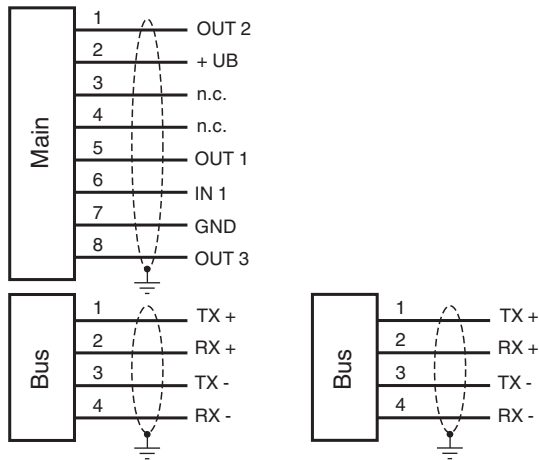 Main
1 OUT 2
2 + UB
3 n.c.
4 n.c.
5 OUT 1
6 IN 1
7 GND
8 OUT 3
Bus
1 TX +
2 RX +
3 TX -
4 RX -
Bus
1 TX +
2 RX +
3 TX -
4 RX -